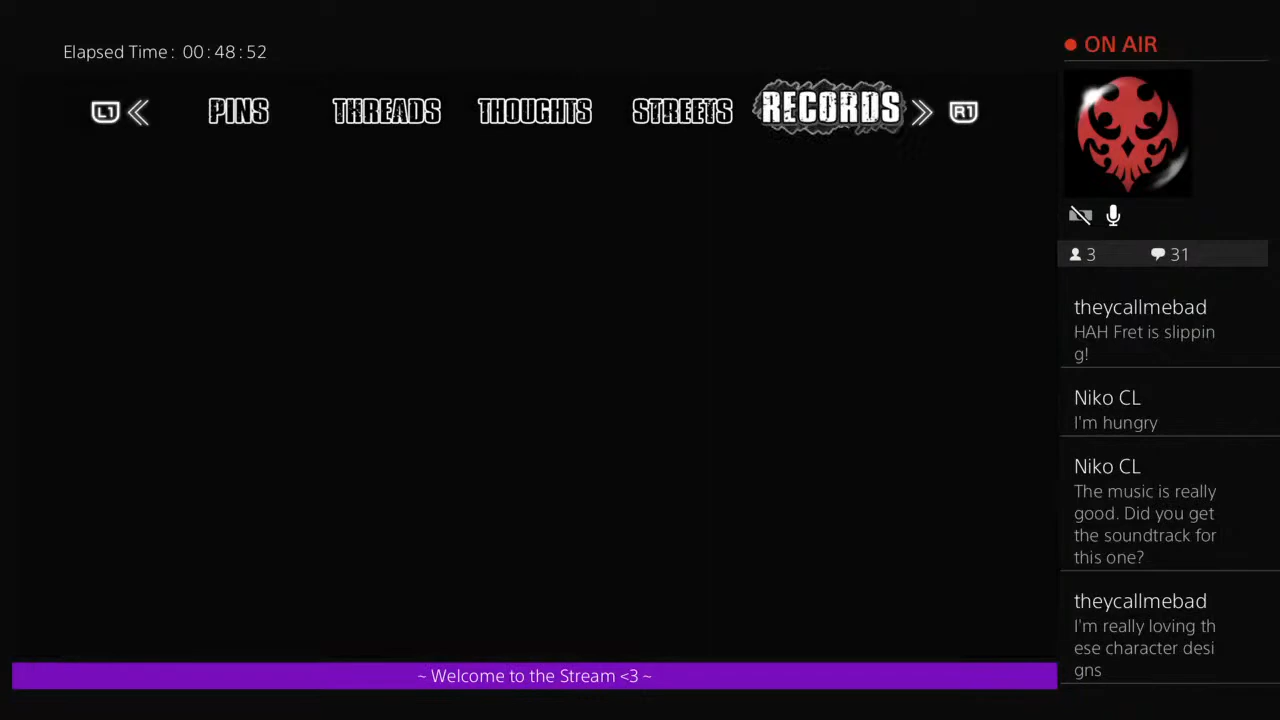 Elapsed Time: 00:48:52
ON AIR
L1 PINS THREADS THOUGHTS STREETS RECORDS R1
3 31
theycallmebad
HAH Fret is slippin
g!
Niko CL
I'm hungry
Niko CL
The music is really
good. Did you get
the soundtrack for
this one?
theycallmebad
I'm really loving th
ese character desi
gns
~ Welcome to the Stream <3 ~